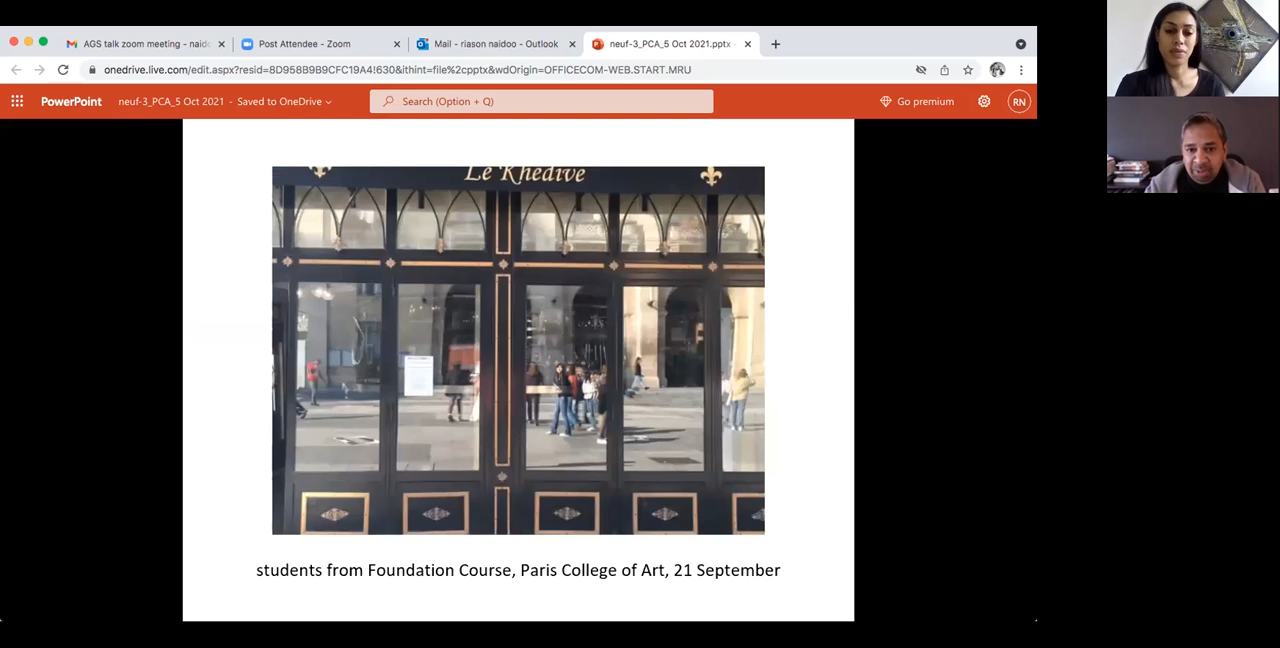 AGS talk zoom meeting - naido
Post Attendee - Zoom
Mail - riason naidoo - Outlook
neuf-3_PCA_5 Oct 2021.pptx -
onedrive.live.com/edit.aspx?resid=8D958B9B9CFC19A4!630&ithint=file%2cpptx&wdOrigin=OFFICECOM-WEB.START.MRU
PowerPoint
neuf-3_PCA_5 Oct 2021 - Saved to OneDrive
Search (Option + Q)
Go premium
RN
Le Khédive
students from Foundation Course, Paris College of Art, 21 September